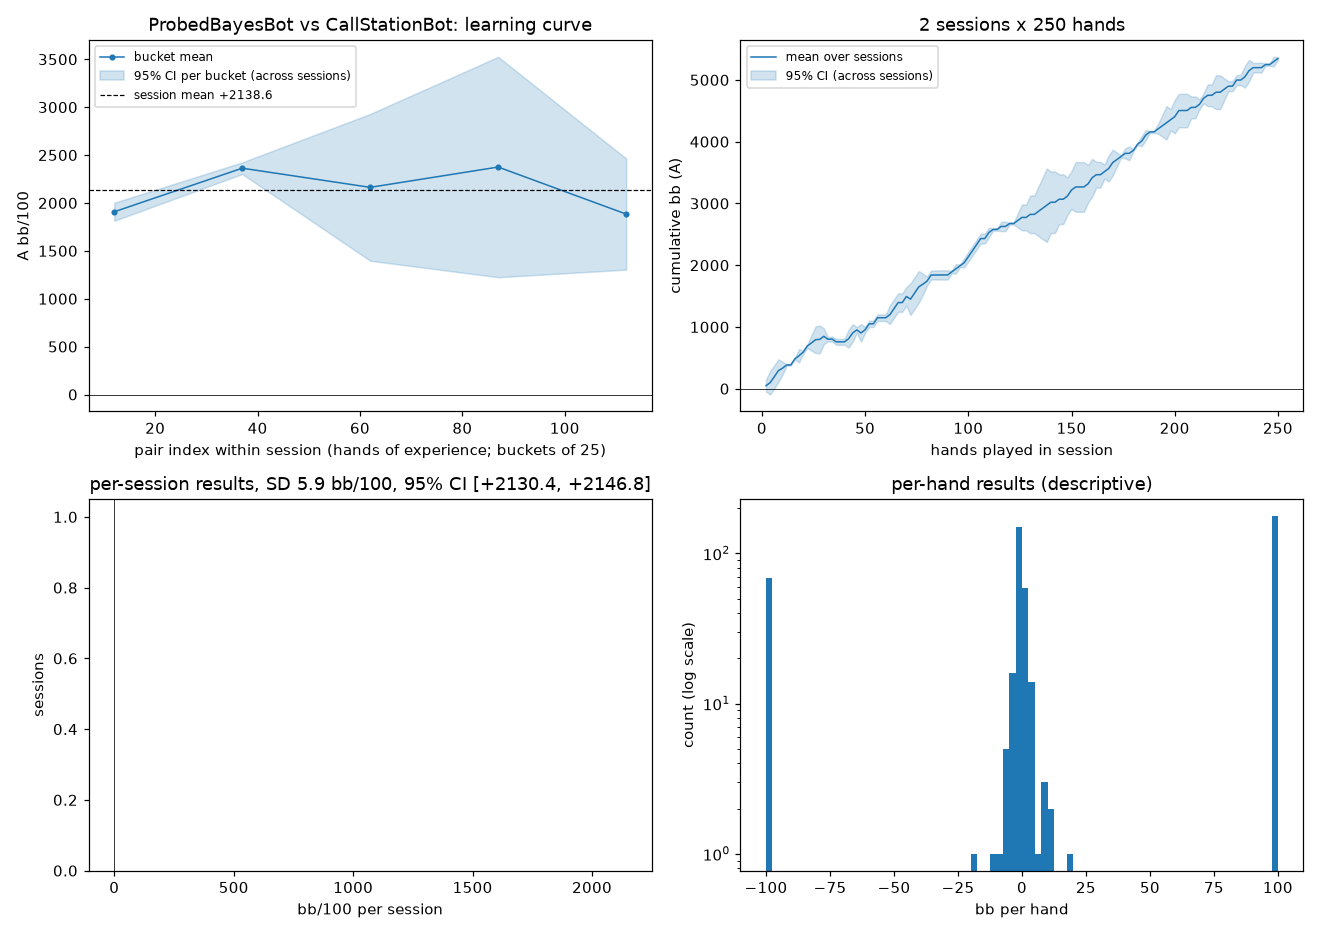 ProbedBayesBot vs CallStationBot: learning curve
bucket mean
95% CI per bucket (across sessions)
session mean +2138.6
A bb/100
3500
3000
2500
2000
1500
1000
500
0
20
40
60
80
100
pair index within session (hands of experience; buckets of 25)
2 sessions x 250 hands
mean over sessions
95% CI (across sessions)
cumulative bb (A)
5000
4000
3000
2000
1000
0
0
50
100
150
200
250
hands played in session
per-session results, SD 5.9 bb/100, 95% CI [+2130.4, +2146.8]
sessions
1.0
0.8
0.6
0.4
0.2
0.0
0
500
1000
1500
2000
bb/100 per session
per-hand results (descriptive)
count (log scale)
10²
10¹
10⁰
−100
−75
−50
−25
0
25
50
75
100
bb per hand